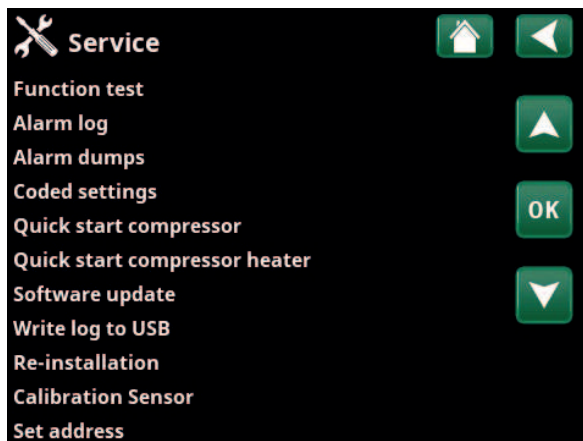 Service
Function test
Alarm log
Alarm dumps
Coded settings
OK
Quick start compressor
Quick start compressor heater
Software update
Write log to USB
Re-installation
Calibration Sensor
Set address